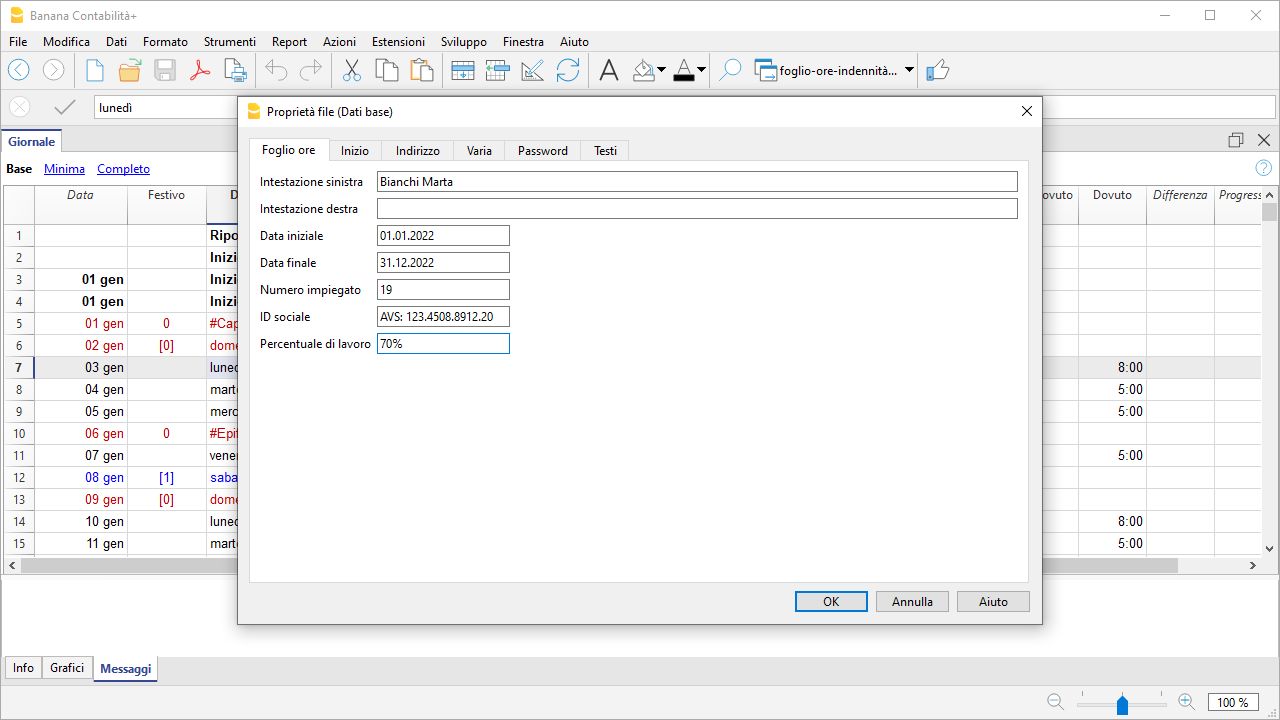 Banana Contabilità+
File Modifica Dati Formato Strumenti Report Azioni Estensioni Sviluppo Finestra Aiuto
foglio-ore-indennità...
lunedì
Proprietà file (Dati base)
Giornale
Foglio ore Inizio Indirizzo Varia Password Testi
Base Minima Completo
Intestazione sinistra Bianchi Marta
Intestazione destra
Data iniziale 01.01.2022
Data finale 31.12.2022
Numero impiegato 19
ID sociale AVS: 123.4508.8912.20
Percentuale di lavoro 70%
OK Annulla Aiuto
Data Festivo D ovuto Dovuto Differenza Progress
1 Ripo
2 Inizi
3 01 gen Inizi
4 01 gen Inizi
5 01 gen 0 #Cap
6 02 gen [0] dome
7 03 gen luned 8:00
8 04 gen marte 5:00
9 05 gen merc 5:00
10 06 gen 0 #Epif
11 07 gen vener 5:00
12 08 gen [1] saba
13 09 gen [0] dome
14 10 gen luned 8:00
15 11 gen marte 5:00
Info Grafici Messaggi
100 %